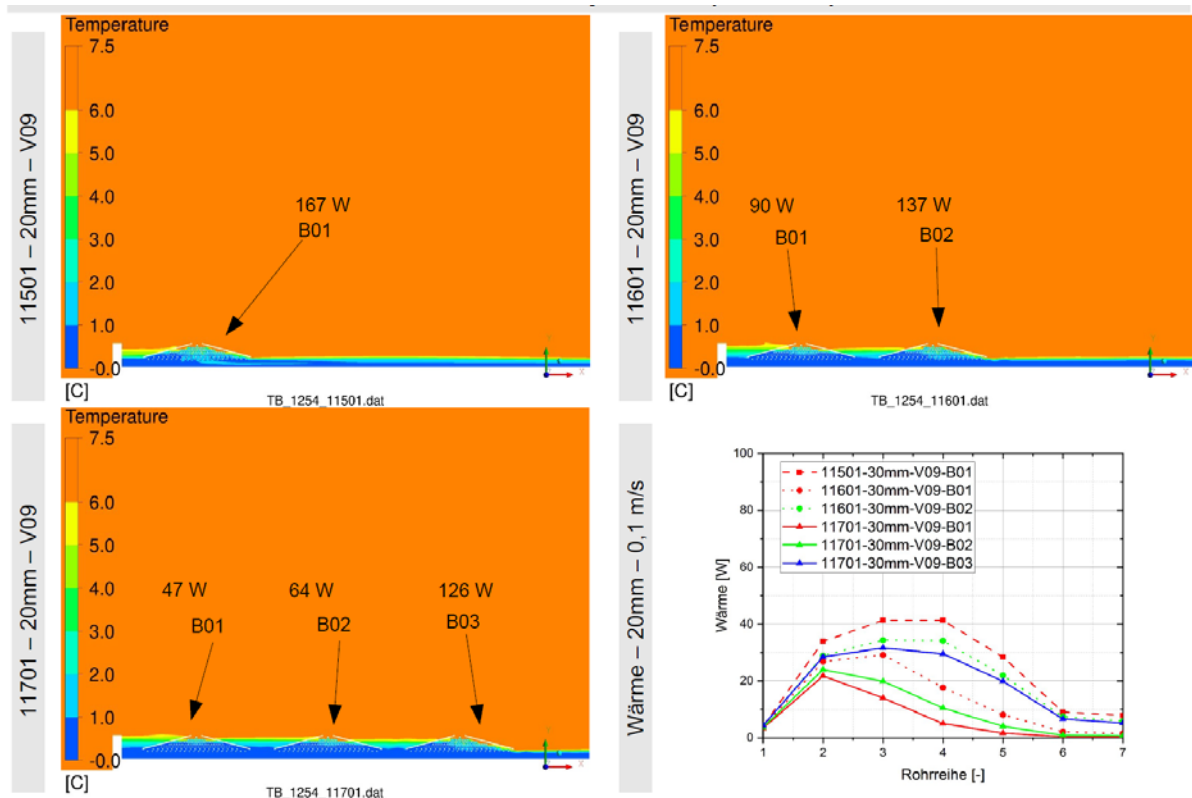 11501 – 20mm – V09
Temperature
7.5
6.0
5.0
4.0
3.0
2.0
1.0
-0.0
[C]
167 W
B01
X
TB_1254_11501.dat
11601 – 20mm – V09
Temperature
7.5
6.0
5.0
4.0
3.0
2.0
1.0
-0.0
[C]
90 W
137 W
B01
B02
X
TB_1254_11601.dat
11701 – 20mm – V09
Temperature
7.5
6.0
5.0
4.0
3.0
2.0
1.0
-0.0
[C]
47 W
64 W
126 W
B01
B02
B03
X
TB_1254_11701.dat
Wärme – 20mm – 0,1 m/s
Wärme [W]
100
80
60
40
20
0
11501-30mm-V09-B01
11601-30mm-V09-B01
11601-30mm-V09-B02
11701-30mm-V09-B01
11701-30mm-V09-B02
11701-30mm-V09-B03
1 2 3 4 5 6 7
Rohrreihe [-]